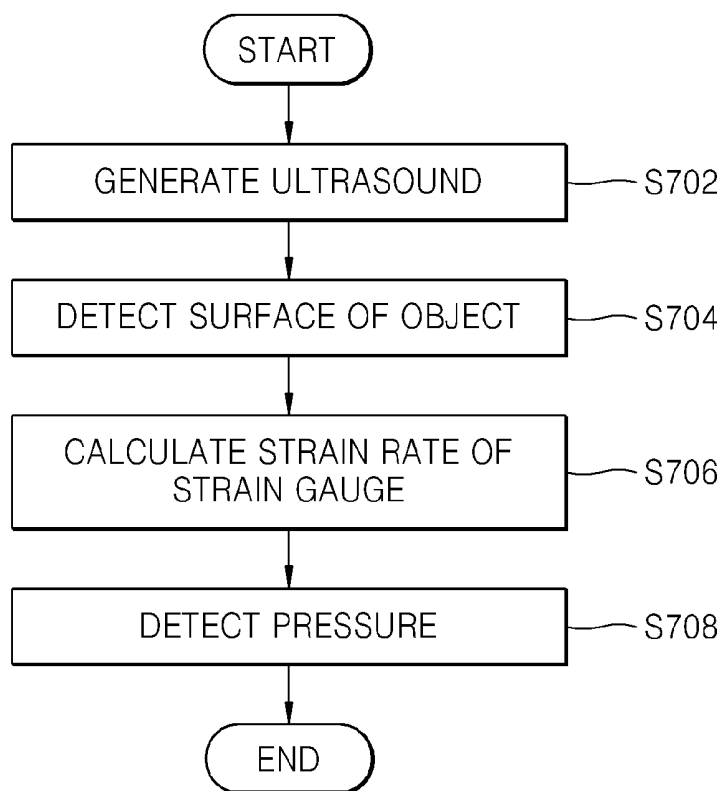 START
GENERATE ULTRASOUND
S702
DETECT SURFACE OF OBJECT
S704
CALCULATE STRAIN RATE OF
STRAIN GAUGE
S706
DETECT PRESSURE
S708
END